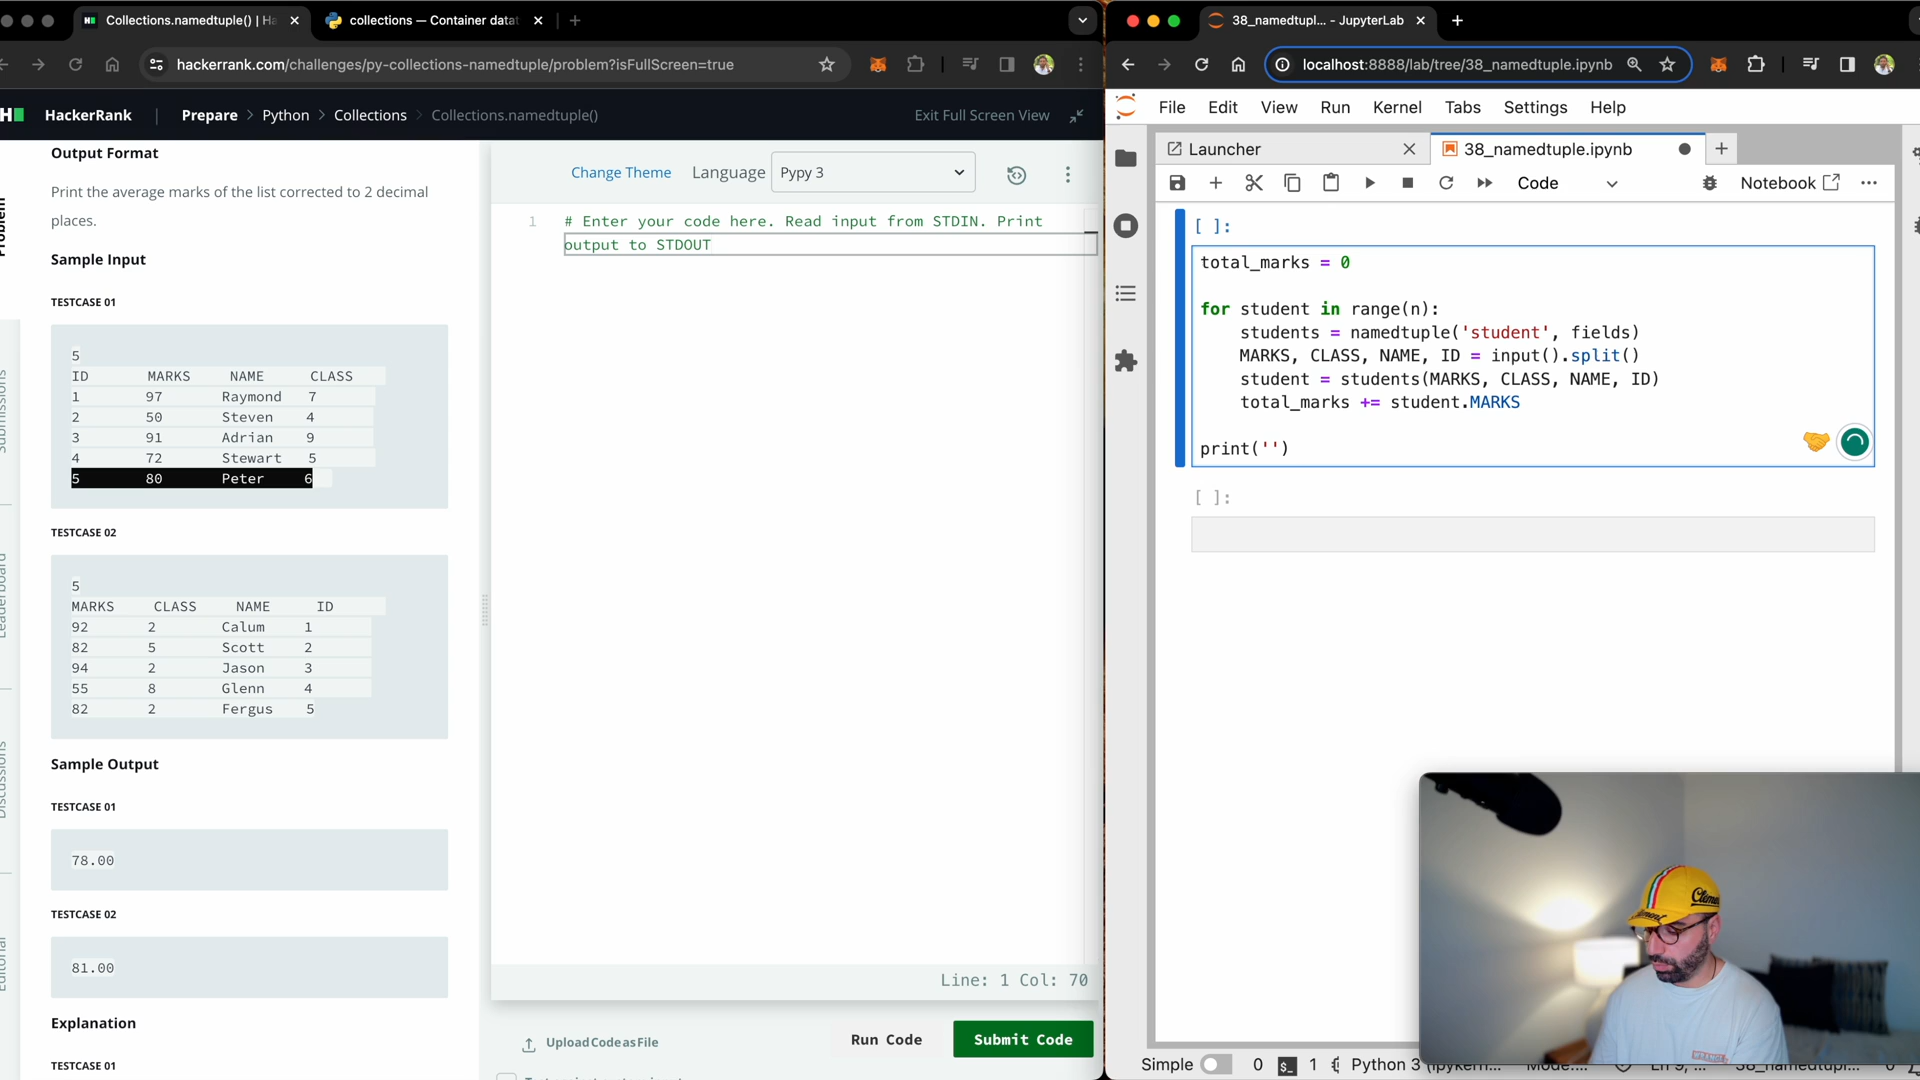 Collections.namedtuple() | Ha
collections — Container datat
hackerrank.com/challenges/py-collections-namedtuple/problem?isFullScreen=true
HackerRank
Prepare > Python > Collections > Collections.namedtuple()
Exit Full Screen View
Problem
Submissions
Leaderboard
Discussions
Editorial
Output Format
Print the average marks of the list corrected to 2 decimal
places.
Sample Input
TESTCASE 01
5
ID MARKS NAME CLASS
1 97 Raymond 7
2 50 Steven 4
3 91 Adrian 9
4 72 Stewart 5
5 80 Peter 6
TESTCASE 02
5
MARKS CLASS NAME ID
92 2 Calum 1
82 5 Scott 2
94 2 Jason 3
55 8 Glenn 4
82 2 Fergus 5
Sample Output
TESTCASE 01
78.00
TESTCASE 02
81.00
Explanation
TESTCASE 01
Change Theme Language Pypy 3
1 # Enter your code here. Read input from STDIN. Print
output to STDOUT
Line: 1 Col: 70
Upload Code as File
Run Code
Submit Code
38_namedtupl... - JupyterLab
localhost:8888/lab/tree/38_namedtuple.ipynb
File Edit View Run Kernel Tabs Settings Help
Launcher
38_namedtuple.ipynb
Code
Notebook
[ ]:
total_marks = 0
for student in range(n):
students = namedtuple('student', fields)
MARKS, CLASS, NAME, ID = input().split()
student = students(MARKS, CLASS, NAME, ID)
total_marks += student.MARKS
print('')
[ ]:
Clément
Simple 0 1 Python 3 (ipykern...